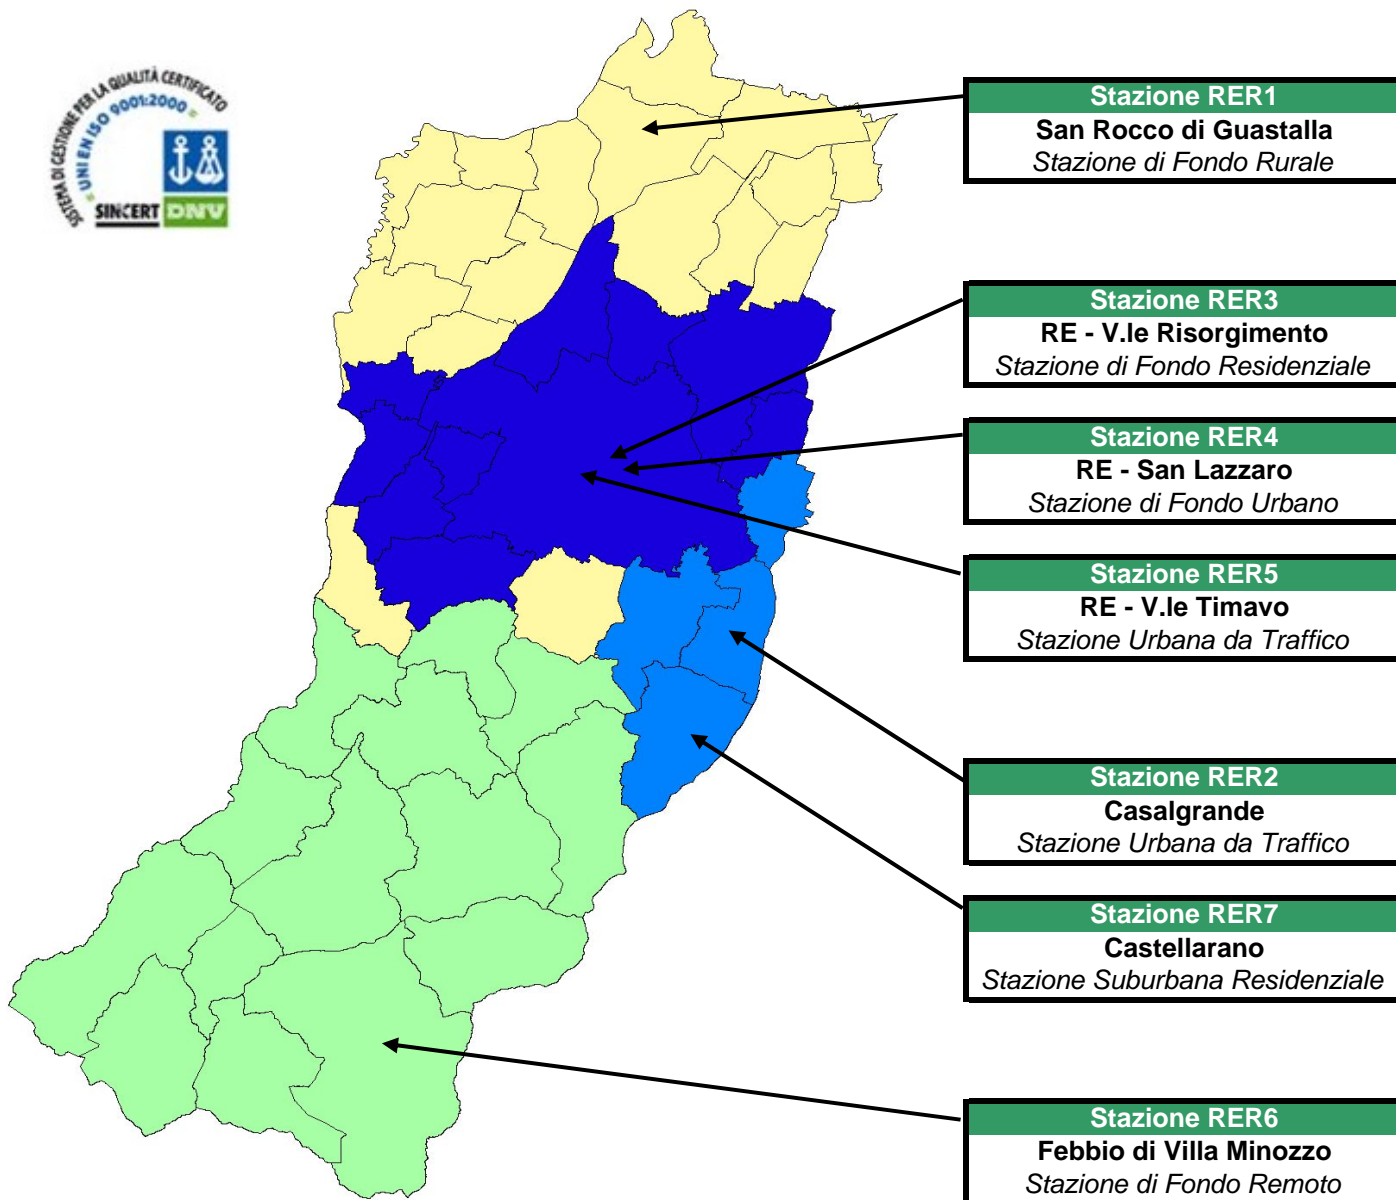 SISTEMA DI GESTIONE PER LA QUALITÀ CERTIFICATO
= UNI EN ISO 9001:2000 =
SINCERT DNV
Stazione RER1
San Rocco di Guastalla
Stazione di Fondo Rurale
Stazione RER3
RE - V.le Risorgimento
Stazione di Fondo Residenziale
Stazione RER4
RE - San Lazzaro
Stazione di Fondo Urbano
Stazione RER5
RE - V.le Timavo
Stazione Urbana da Traffico
Stazione RER2
Casalgrande
Stazione Urbana da Traffico
Stazione RER7
Castellarano
Stazione Suburbana Residenziale
Stazione RER6
Febbio di Villa Minozzo
Stazione di Fondo Remoto